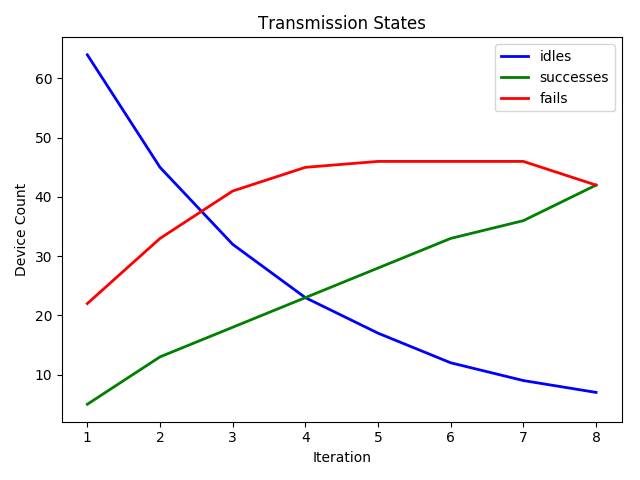 Transmission States
idles
successes
fails
60
50
40
30
20
10
Device Count
1 2 3 4 5 6 7 8
Iteration